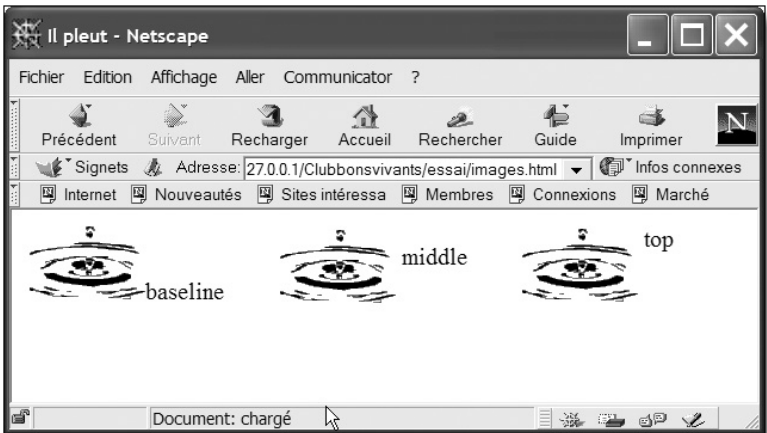 Il pleut - Netscape
Fichier Edition Affichage Aller Communicator ?
Précédent Suivant Recharger Accueil Rechercher Guide Imprimer N
Signets Adresse: 27.0.0.1/Clubbonsvivants/essai/images.html Infos connexes
Internet Nouveautés Sites intéressa Membres Connexions Marché
top
middle
baseline
Document: chargé